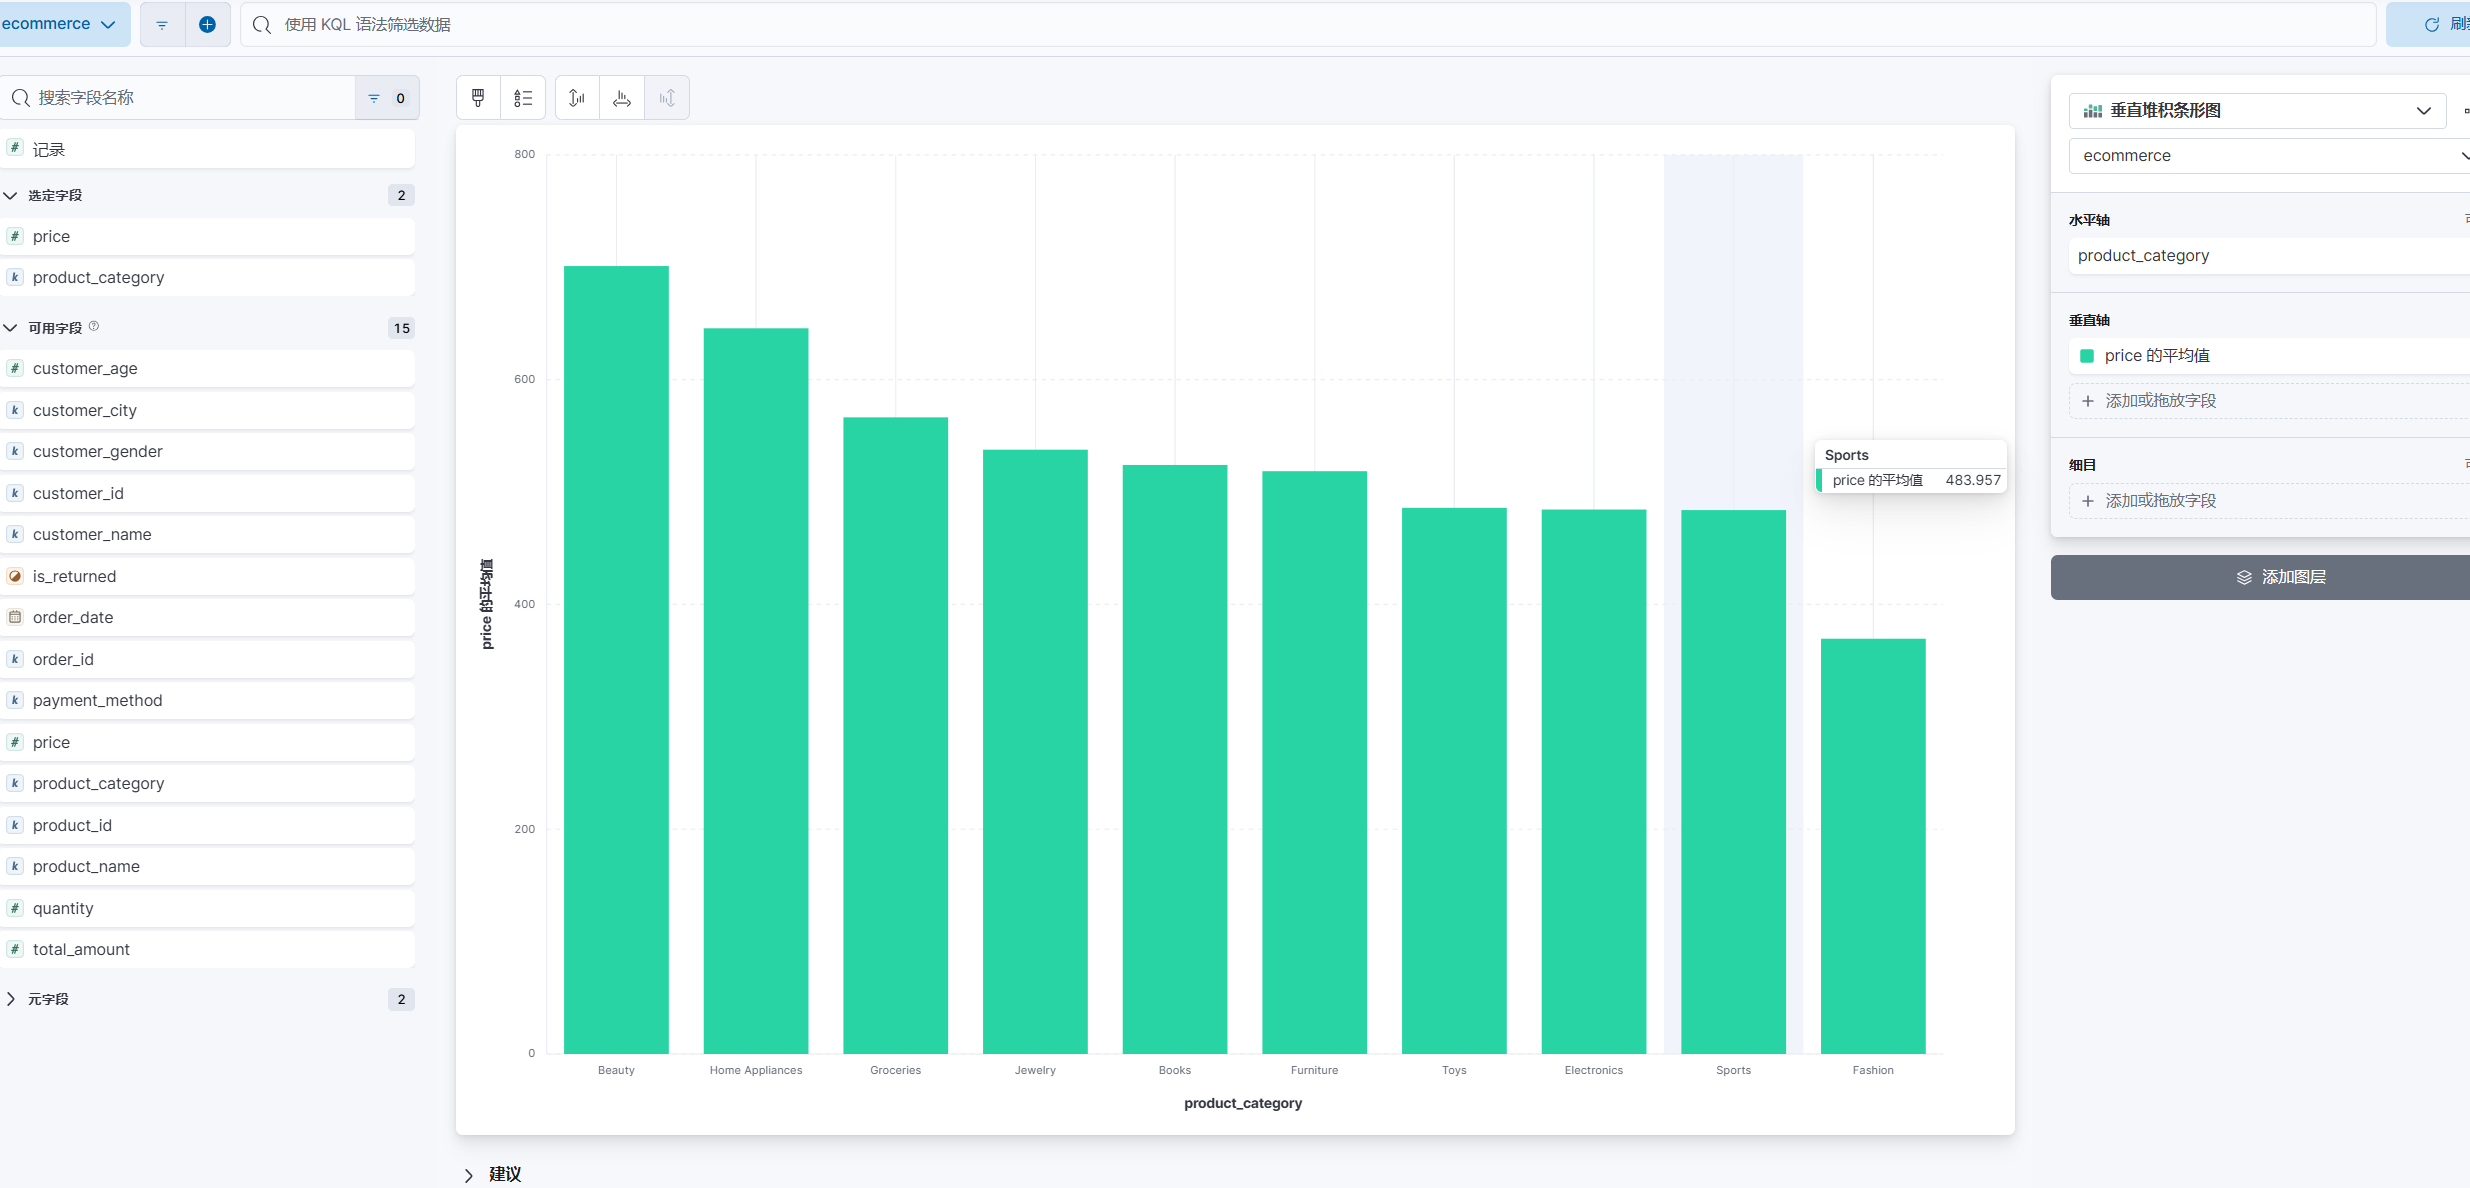 ecommerce
使用 KQL 语法筛选数据
搜索字段名称
0
记录
选定字段
2
price
product_category
可用字段
15
customer_age
customer_city
customer_gender
customer_id
customer_name
is_returned
order_date
order_id
payment_method
price
product_category
product_id
product_name
quantity
total_amount
元字段
2
800
600
400
200
0
price 的平均值
Beauty
Home Appliances
Groceries
Jewelry
Books
Furniture
Toys
Electronics
Sports
Fashion
product_category
Sports
price 的平均值 483.957
建议
垂直堆积条形图
ecommerce
水平轴
product_category
垂直轴
price 的平均值
添加或拖放字段
细目
添加或拖放字段
添加图层